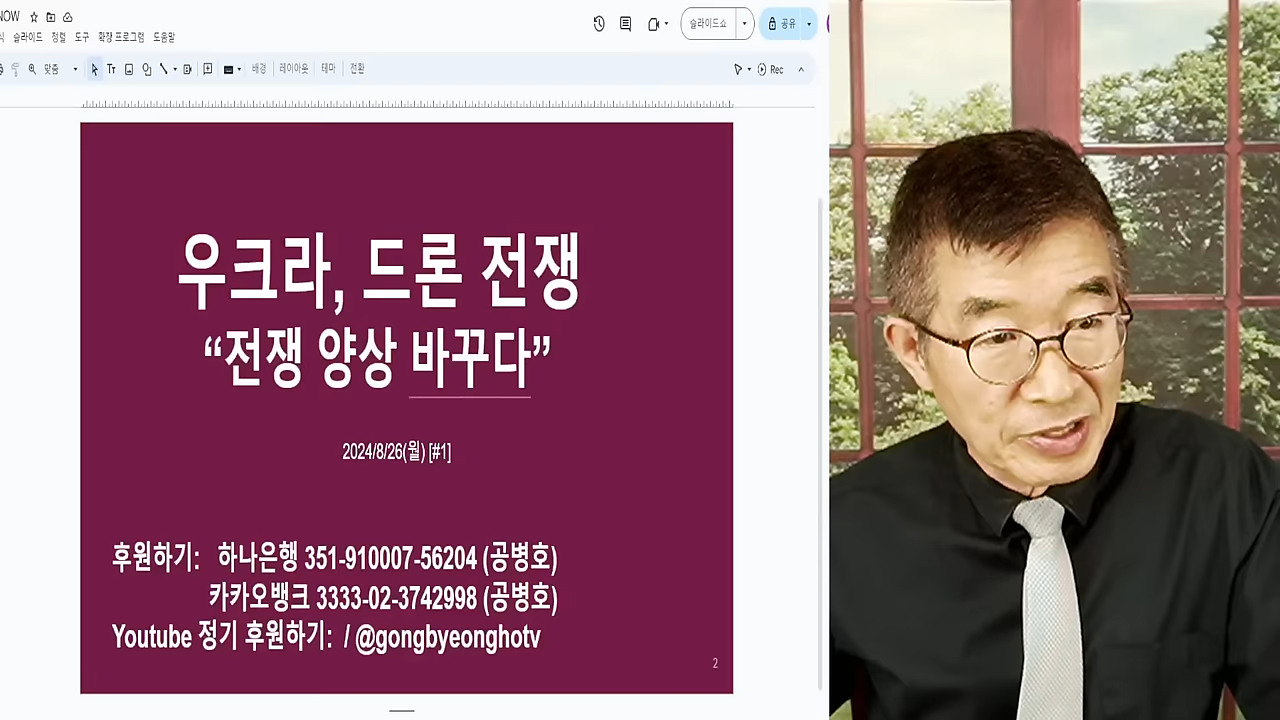 NOW
슬라이드 정렬 도구 확장 프로그램 도움말
슬라이드쇼
공유
맞춤
배경
레이아웃
테마
전환
Rec
우크라, 드론 전쟁
“전쟁 양상 바꾸다”
2024/8/26(월) [#1]
후원하기: 하나은행 351-910007-56204 (공병호)
카카오뱅크 3333-02-3742998 (공병호)
Youtube 정기 후원하기: / @gongbyeonghotv
2